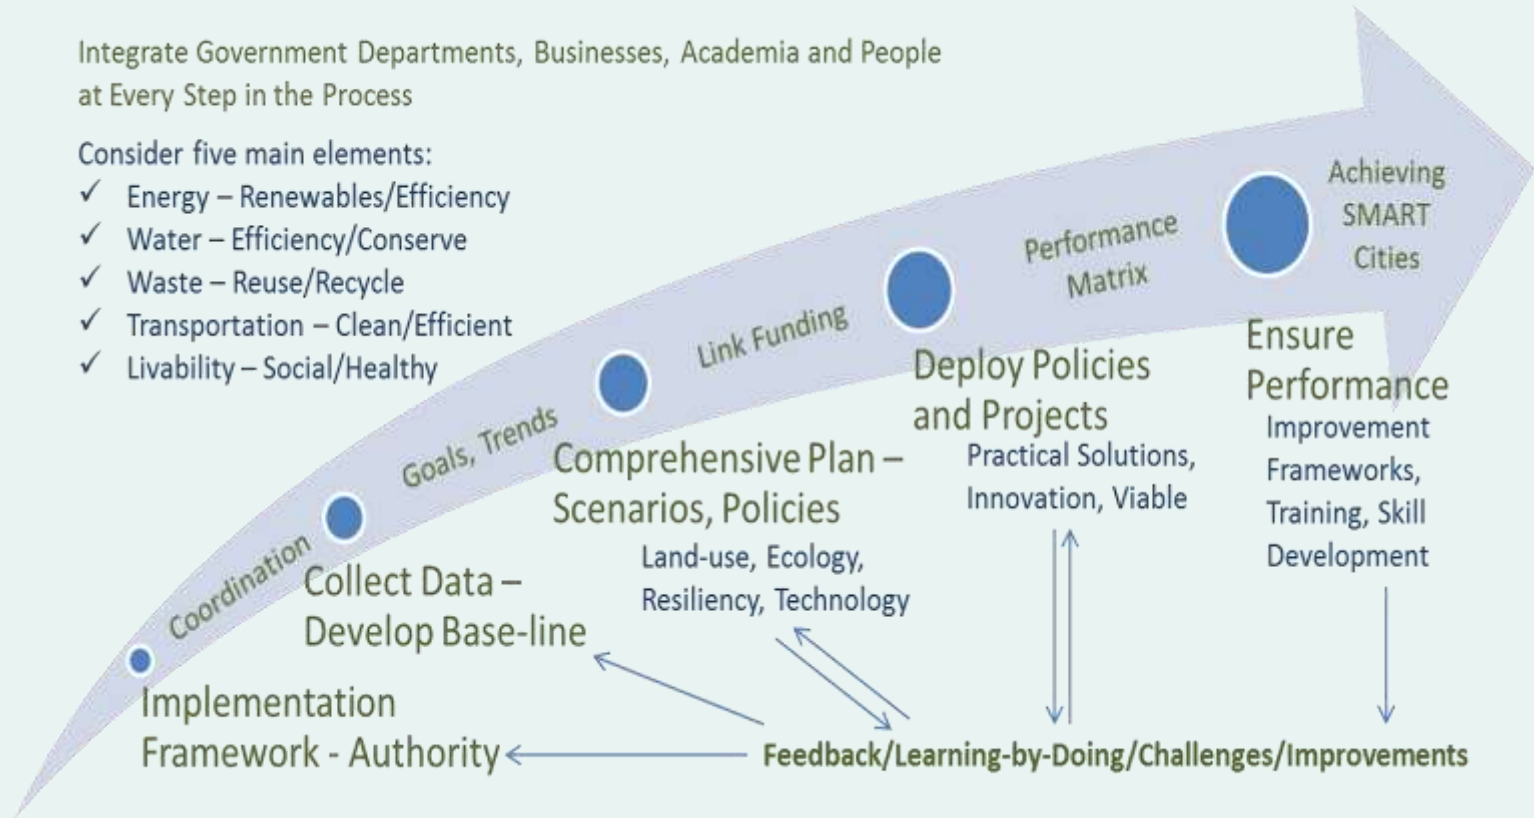 Integrate Government Departments, Businesses, Academia and People
at Every Step in the Process
Consider five main elements:
✓ Energy – Renewables/Efficiency
✓ Water – Efficiency/Conserve
✓ Waste – Reuse/Recycle
✓ Transportation – Clean/Efficient
✓ Livability – Social/Healthy
Coordination
Goals, Trends
Link Funding
Performance
Matrix
Achieving
SMART
Cities
Implementation
Framework - Authority
Collect Data –
Develop Base-line
Comprehensive Plan –
Scenarios, Policies
Land-use, Ecology,
Resiliency, Technology
Deploy Policies
and Projects
Practical Solutions,
Innovation, Viable
Ensure
Performance
Improvement
Frameworks,
Training, Skill
Development
Feedback/Learning-by-Doing/Challenges/Improvements